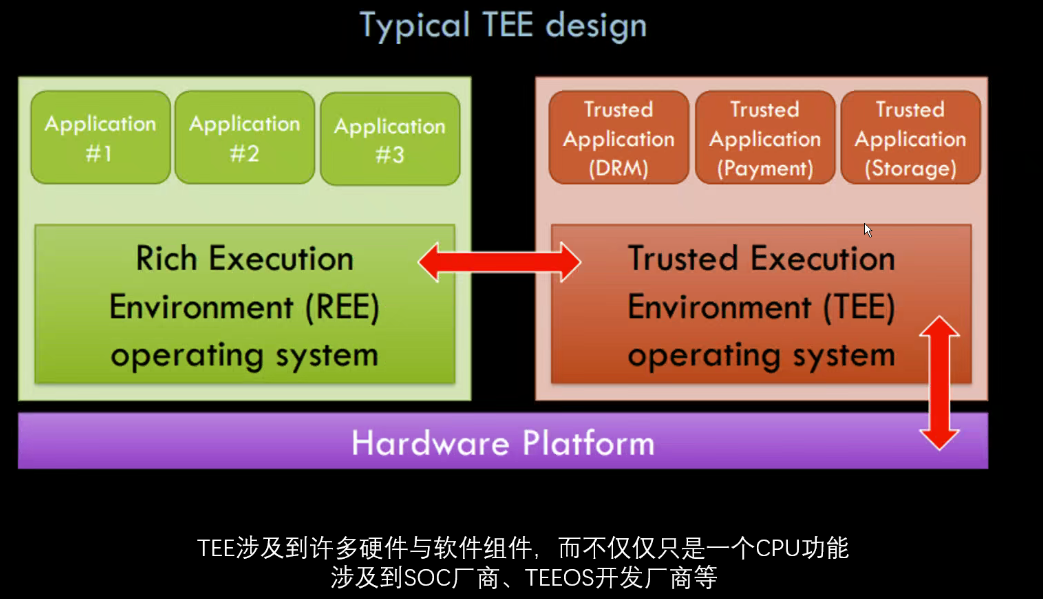 Typical TEE design
Application
#1
Application
#2
Application
#3
Trusted
Application
(DRM)
Trusted
Application
(Payment)
Trusted
Application
(Storage)
Rich Execution
Environment (REE)
operating system
Trusted Execution
Environment (TEE)
operating system
Hardware Platform
TEE涉及到许多硬件与软件组件，而不仅仅只是一个CPU功能
涉及到SOC厂商、TEEOS开发厂商等